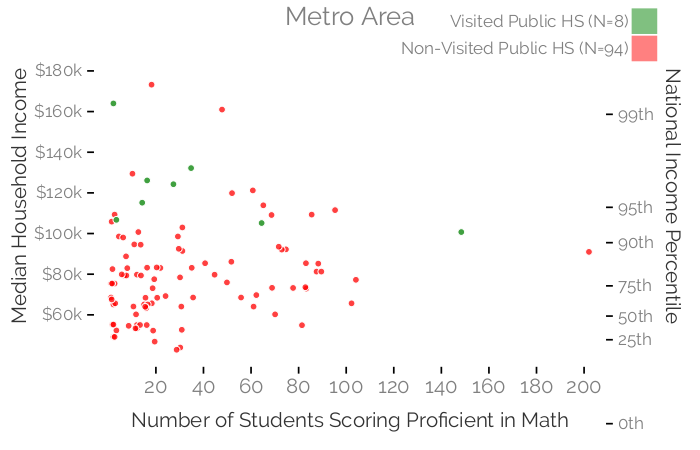 Metro Area
Visited Public HS (N=8)
Non-Visited Public HS (N=94)
Median Household Income
$180k
$160k
$140k
$120k
$100k
$80k
$60k
National Income Percentile
99th
95th
90th
75th
50th
25th
0th
20 40 60 80 100 120 140 160 180 200
Number of Students Scoring Proficient in Math